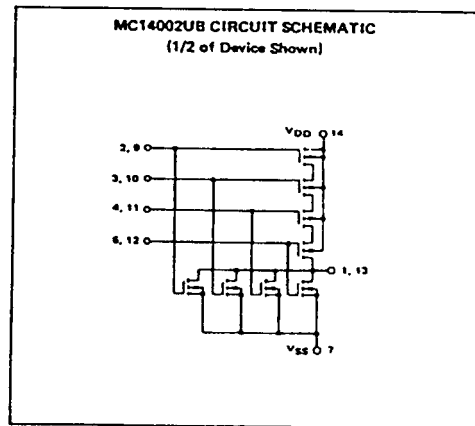 MC14002UB CIRCUIT SCHEMATIC
(1/2 of Device Shown)
VDD 14
2, 9
3, 10
4, 11
5, 12
1, 13
VSS 7